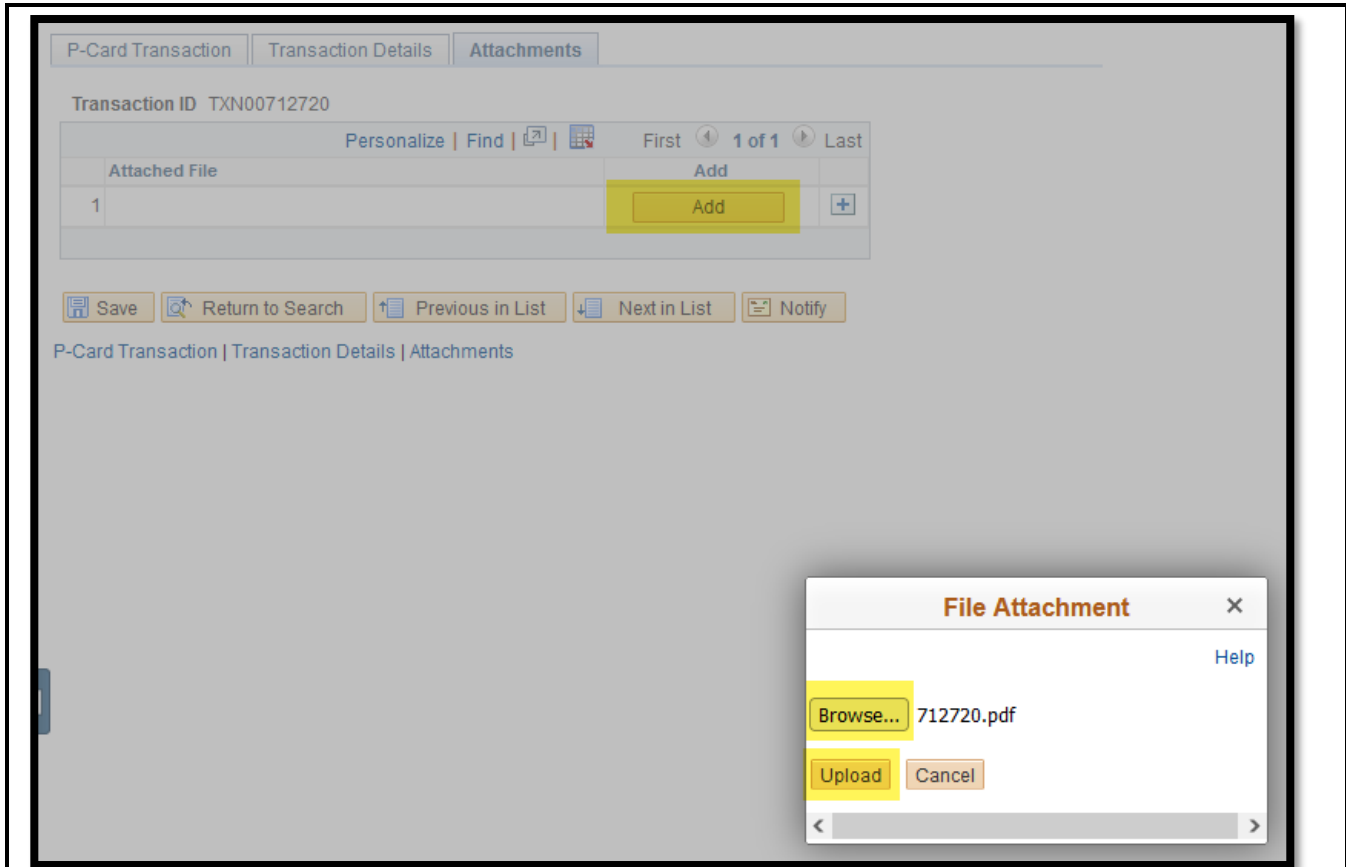 P-Card Transaction Transaction Details Attachments
Transaction ID TXN00712720
Personalize | Find | | First 1 of 1 Last
Attached File Add
1 Add
Save Return to Search Previous in List Next in List Notify
P-Card Transaction | Transaction Details | Attachments
File Attachment ×
Help
Browse... 712720.pdf
Upload Cancel